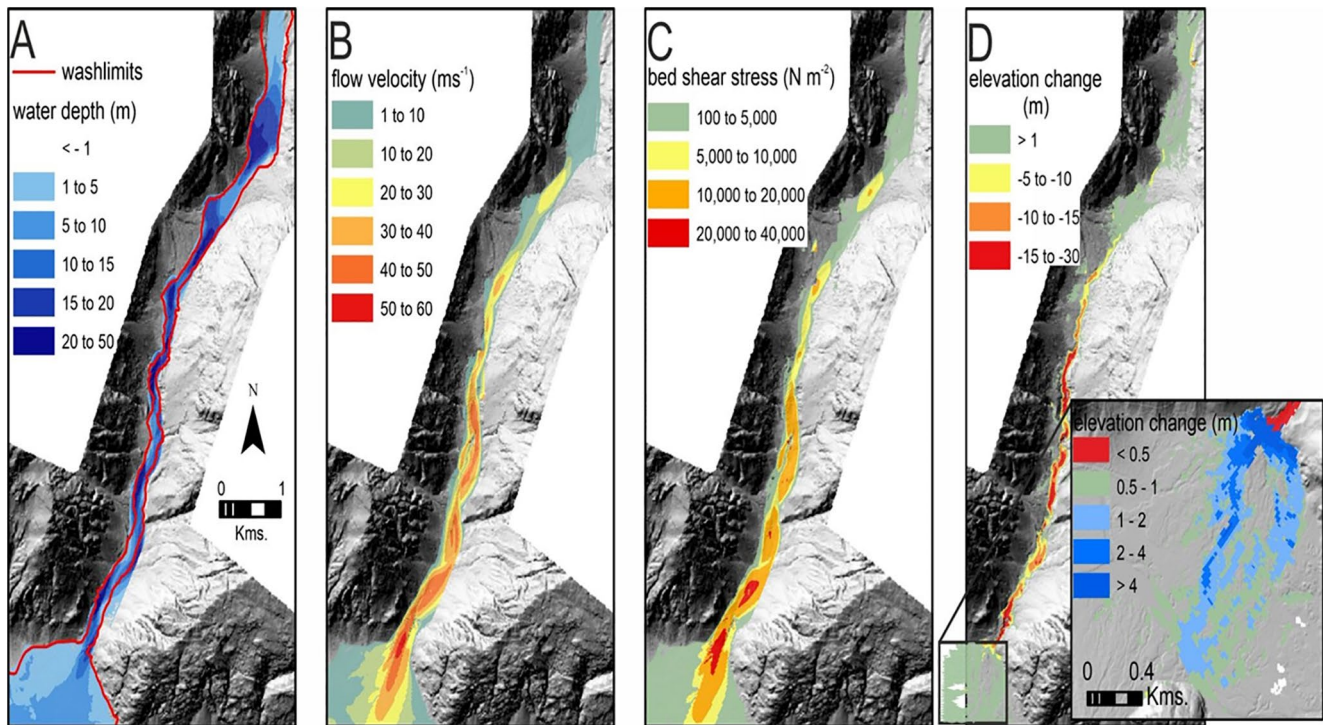 A
washlimits
water depth (m)
< - 1
1 to 5
5 to 10
10 to 15
15 to 20
20 to 50
N
0 1
Kms.
B
flow velocity (ms-1)
1 to 10
10 to 20
20 to 30
30 to 40
40 to 50
50 to 60
C
bed shear stress (N m-2)
100 to 5,000
5,000 to 10,000
10,000 to 20,000
20,000 to 40,000
D
elevation change
(m)
> 1
-5 to -10
-10 to -15
-15 to -30
elevation change (m)
< 0.5
0.5 - 1
1 - 2
2 - 4
>4
0 0.4
Kms.